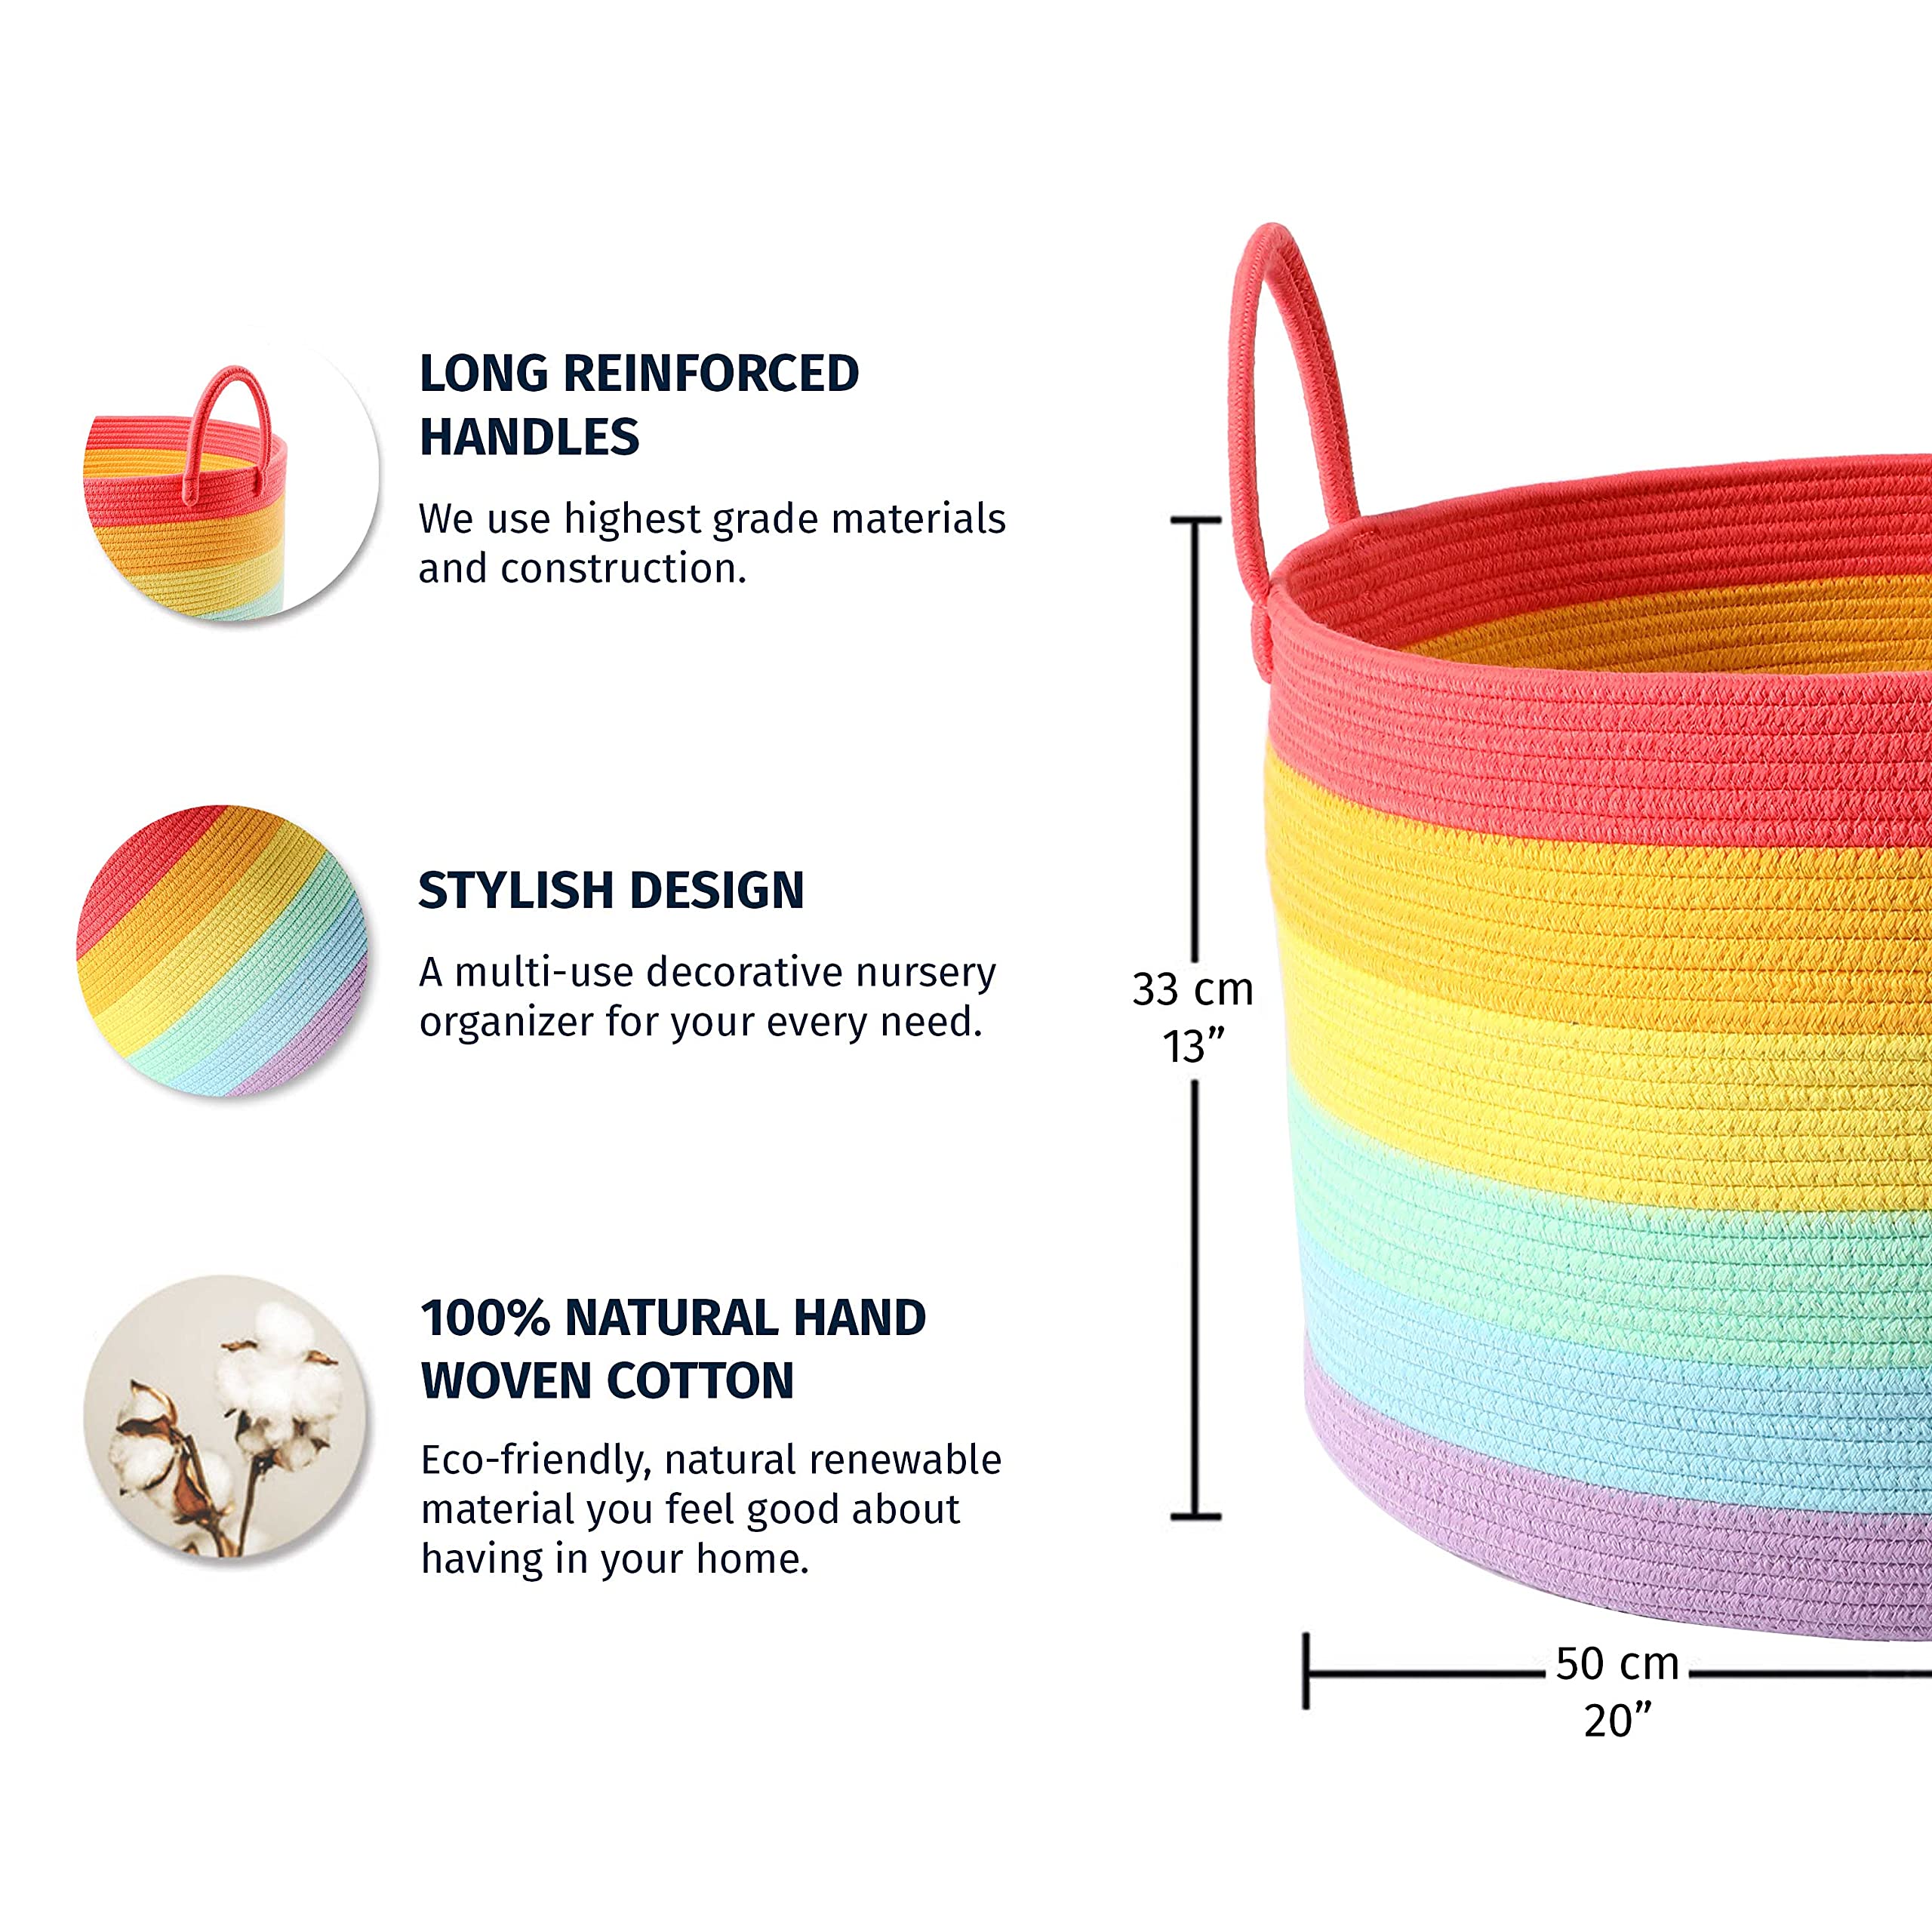 LONG REINFORCED
HANDLES
We use highest grade materials
and construction.
STYLISH DESIGN
A multi-use decorative nursery
organizer for your every need.
100% NATURAL HAND
WOVEN COTTON
Eco-friendly, natural renewable
material you feel good about
having in your home.
33 cm
13”
50 cm
20”